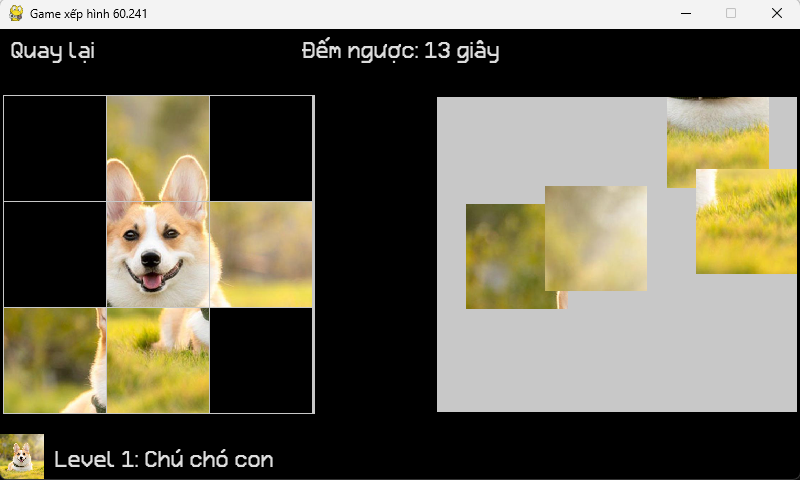 Game xếp hình 60.241
Quay lại
Đếm ngược: 13 giây
Level 1: Chú chó con